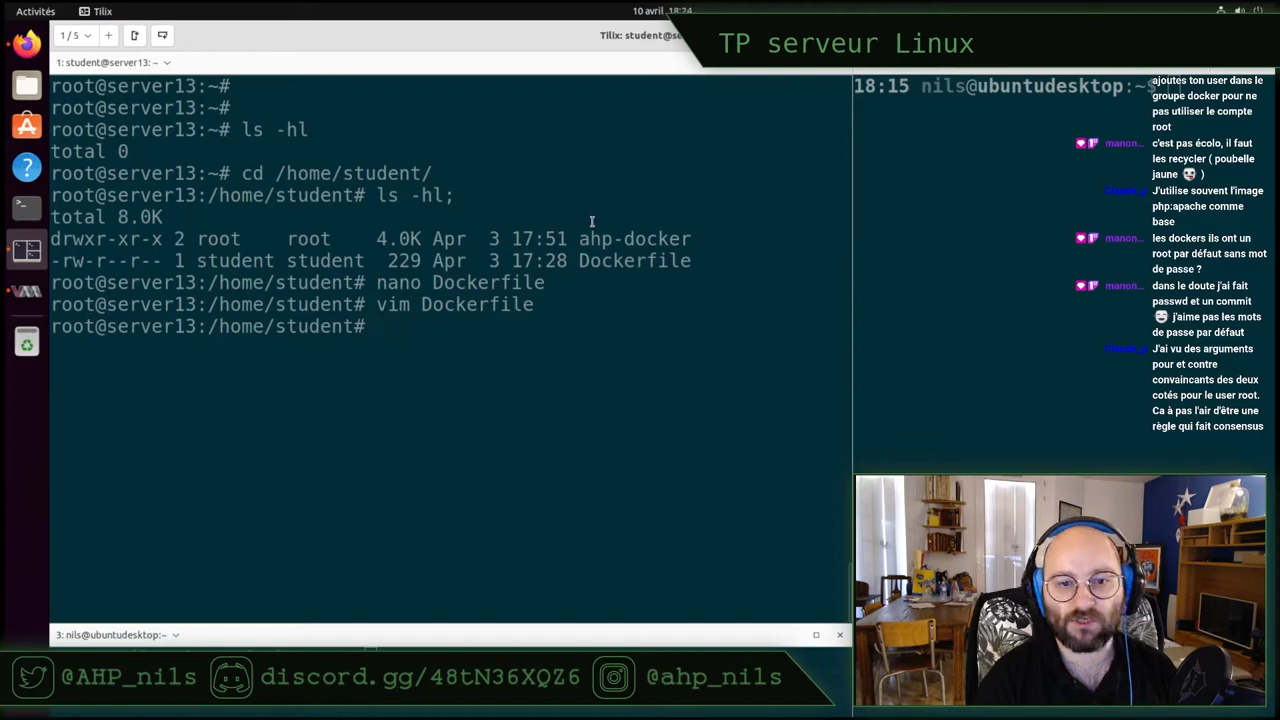 Activités
Tilix
10 avril 18:24
TP serveur Linux
1 / 5
Tilix: student@se
1: student@server13: ~
root@server13:~#
root@server13:~#
root@server13:~# ls -hl
total 0
root@server13:~# cd /home/student/
root@server13:/home/student# ls -hl;
total 8.0K
drwxr-xr-x 2 root    root    4.0K Apr  3 17:51 ahp-docker
-rw-r--r-- 1 student student  229 Apr  3 17:28 Dockerfile
root@server13:/home/student# nano Dockerfile
root@server13:/home/student# vim Dockerfile
root@server13:/home/student#
18:15 nils@ubuntudesktop:~$
ajoutes ton user dans le
groupe docker pour ne
pas utiliser le compte
root
manon... c'est pas écolo, il faut
les recycler ( poubelle
jaune )
Claude_g J'utilise souvent l'image
php:apache comme
base
manon... les dockers ils ont un
root par défaut sans mot
de passe ?
manon... dans le doute j'ai fait
passwd et un commit
j'aime pas les mots
de passe par défaut
Claude_g J'ai vu des arguments
pour et contre
convaincants des deux
cotés pour le user root.
Ca à pas l'air d'être une
règle qui fait consensus
3: nils@ubuntudesktop:~
@AHP_nils
discord.gg/48tN36XQZ6
@ahp_nils